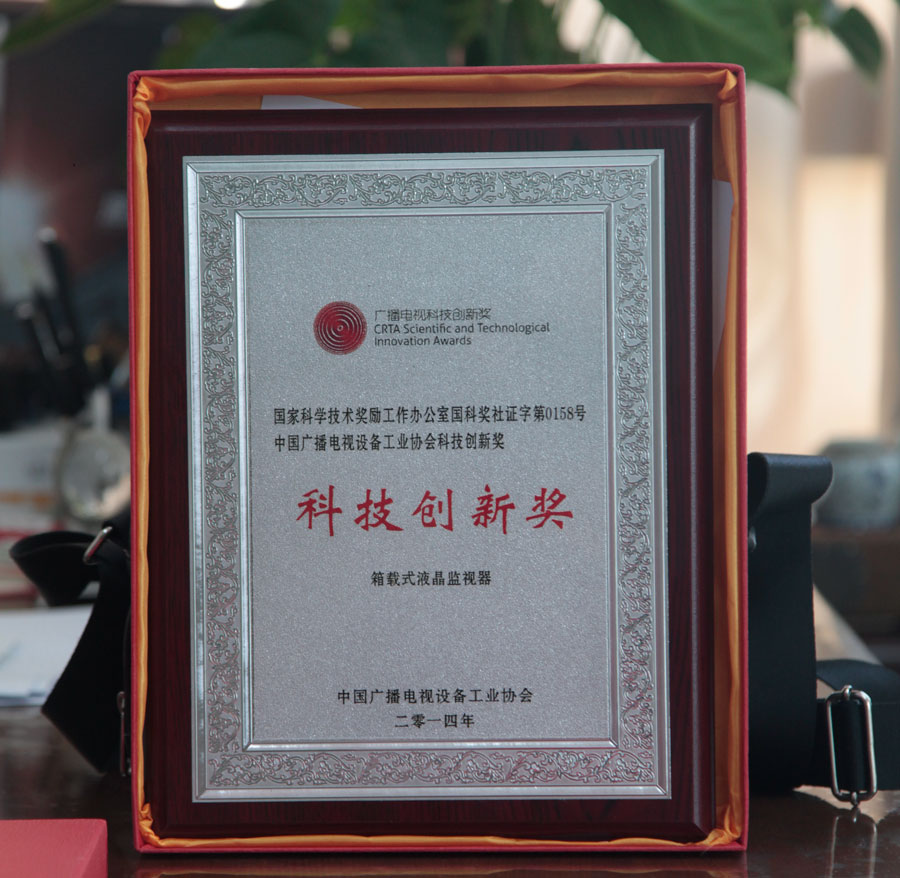 广播电视科技创新奖
CRTA Scientific and Technological
Innovation Awards
国家科学技术奖励工作办公室国科奖社证字第0158号
中国广播电视设备工业协会科技创新奖
科技创新奖
箱载式液晶监视器
中国广播电视设备工业协会
二零一四年